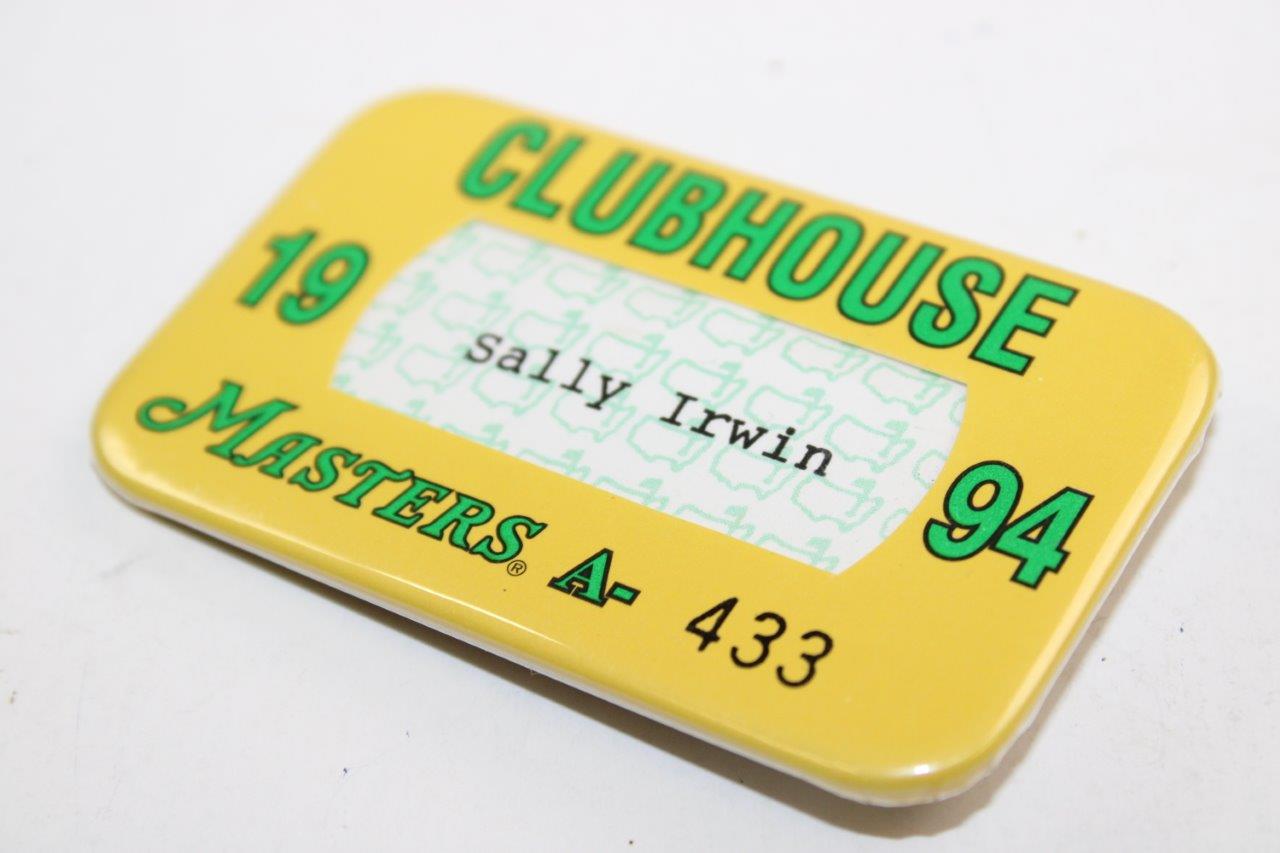 CLUBHOUSE
19 94
Sally Irwin
MASTERS® A- 433